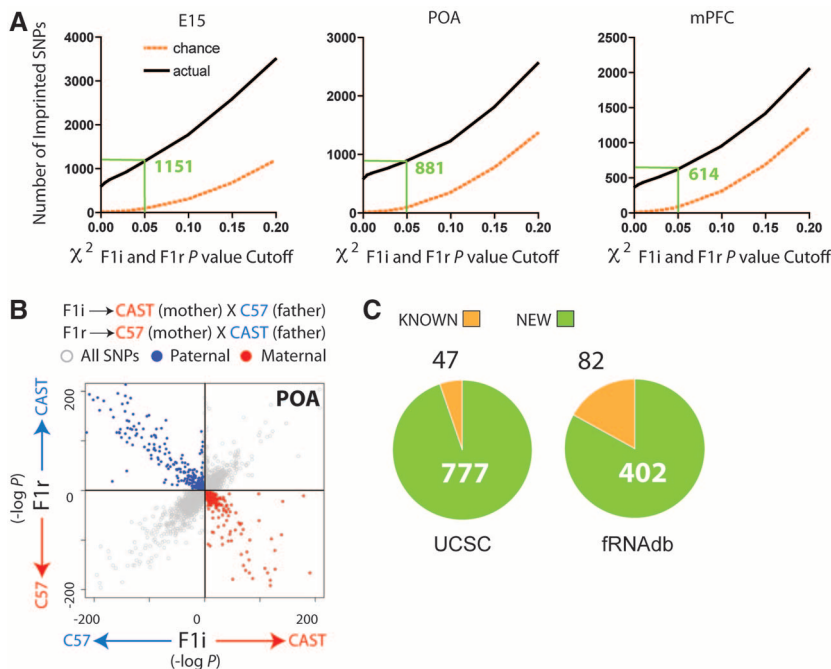 A
E15
POA
mPFC
Number of Imprinted SNPs
4000
3000
2000
1000
0
chance
actual
1151
0.00 0.05 0.10 0.15 0.20
3000
2000
1000
0
881
0.00 0.05 0.10 0.15 0.20
2500
2000
1500
1000
500
0
614
0.00 0.05 0.10 0.15 0.20
χ² F1i and F1r P value Cutoff
χ² F1i and F1r P value Cutoff
χ² F1i and F1r P value Cutoff
B
F1i → CAST (mother) X C57 (father)
F1r → C57 (mother) X CAST (father)
All SNPs Paternal Maternal
POA
C57 F1r CAST
(-log P)
200
0
-200
-200 0 200
C57 F1i CAST
(-log P)
C
KNOWN NEW
47
777
UCSC
82
402
fRNAdb